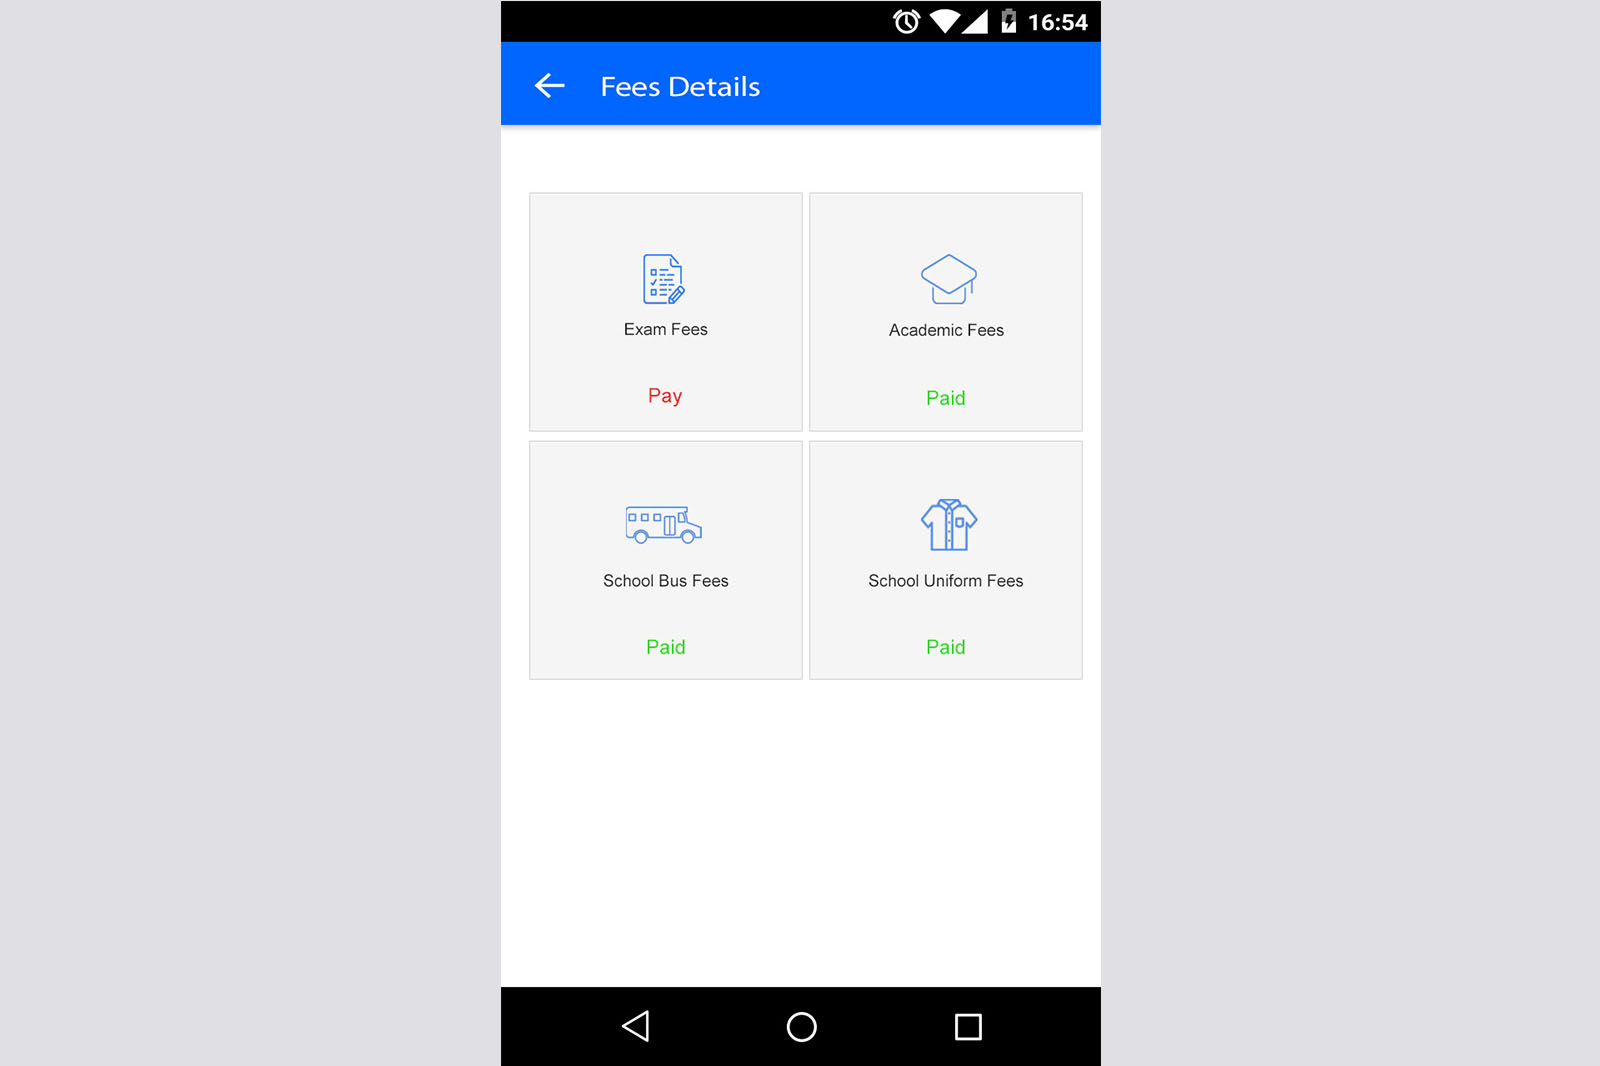 16:54
Fees Details
Exam Fees
Pay
Academic Fees
Paid
School Bus Fees
Paid
School Uniform Fees
Paid